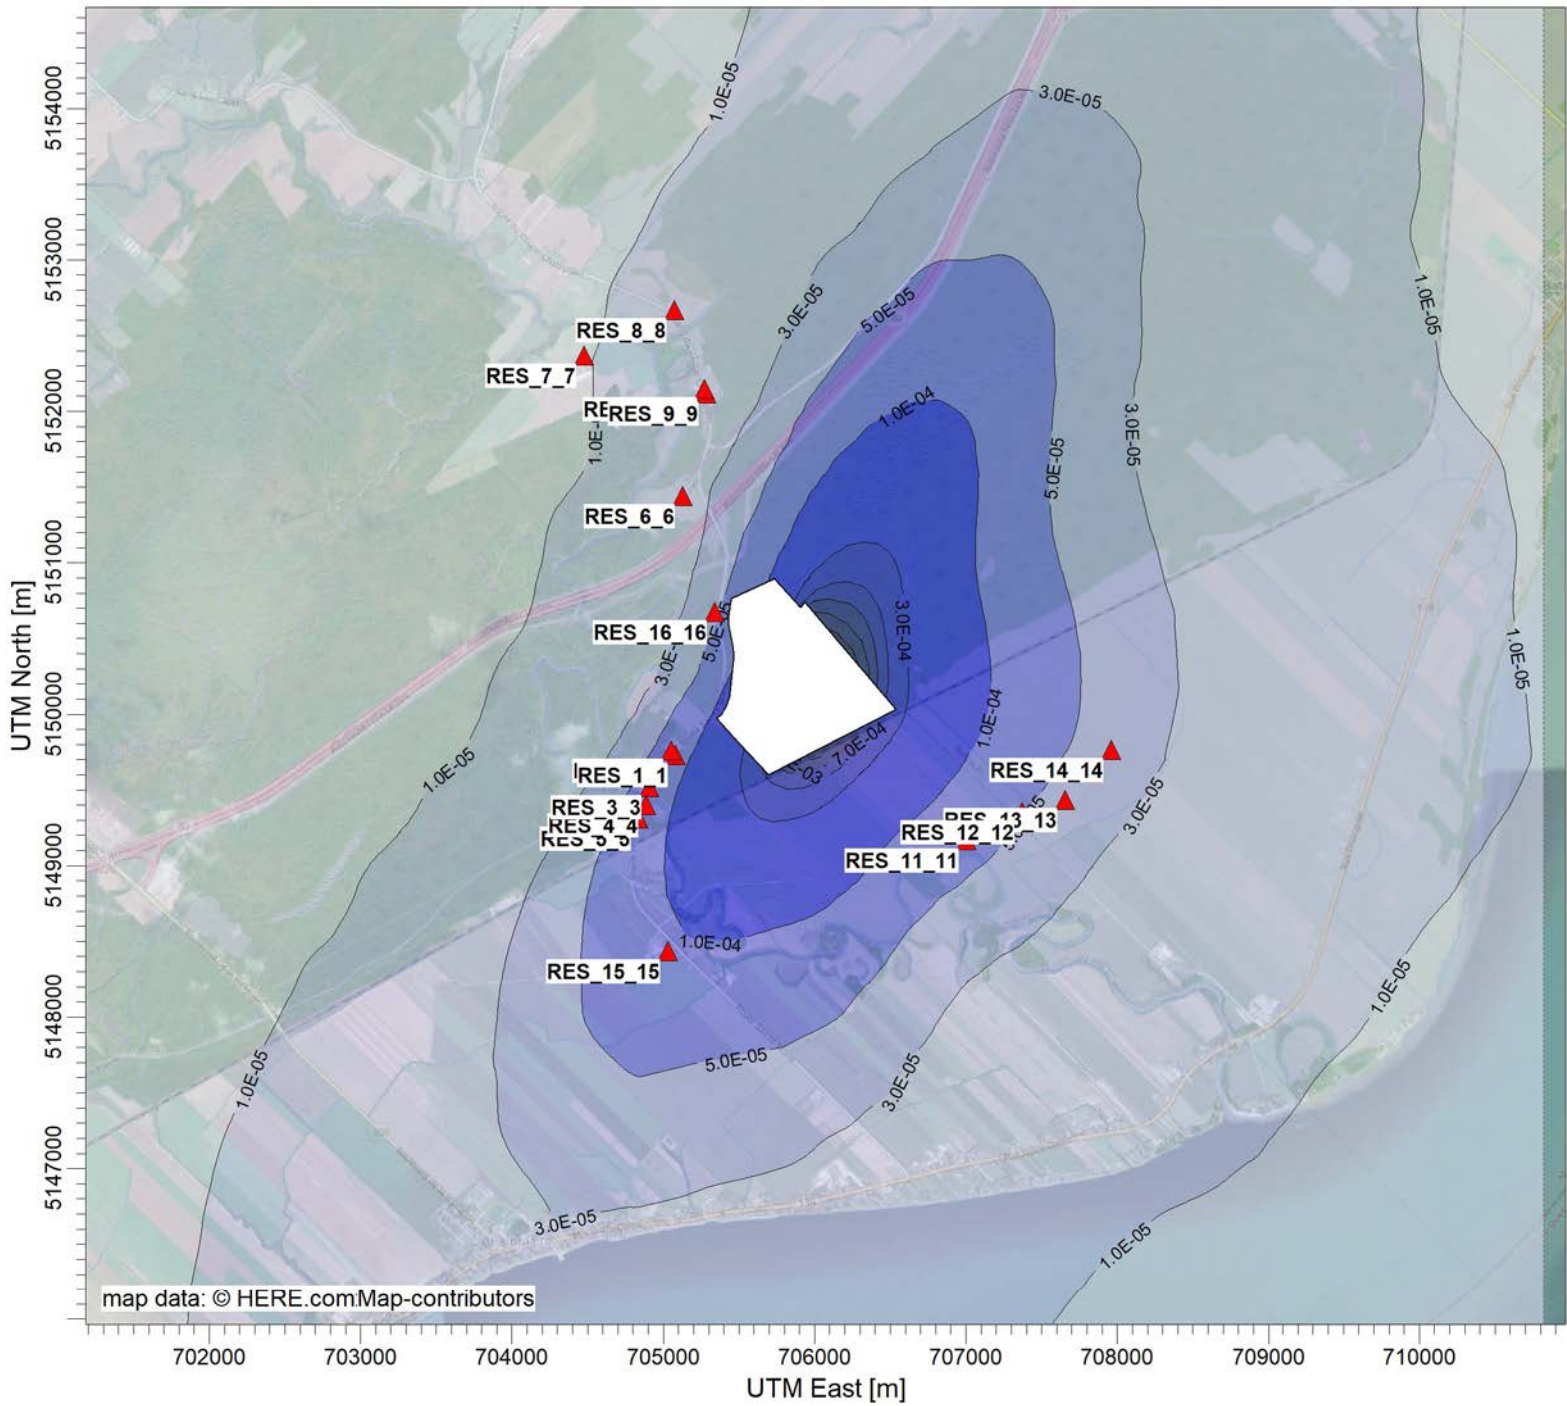 1.0E-05
3.0E-05
5154000
5153000
5152000
5151000
5150000
5149000
5148000
5147000
UTM North [m]
3.0E-05
5.0E-05
1.0E-05
RES_8_8
RES_7_7
RES_9_9
1.0E-04
3.0E-05
5.0E-05
RES_6_6
3.0E-04
RES_16_16
5.0E-05
1.0E-05
1.0E-04
7.0E-04
RES_1_1
RES_14_14
1.0E-05
RES_3_3
RES_4_4
RES_5_5
3.0E-05
RES_13_13
RES_12_12
RES_11_11
1.0E-04
RES_15_15
1.0E-05
5.0E-05
3.0E-05
1.0E-05
3.0E-05
1.0E-05
map data: © HERE.com:Map-contributors
702000 703000 704000 705000 706000 707000 708000 709000 710000
UTM East [m]